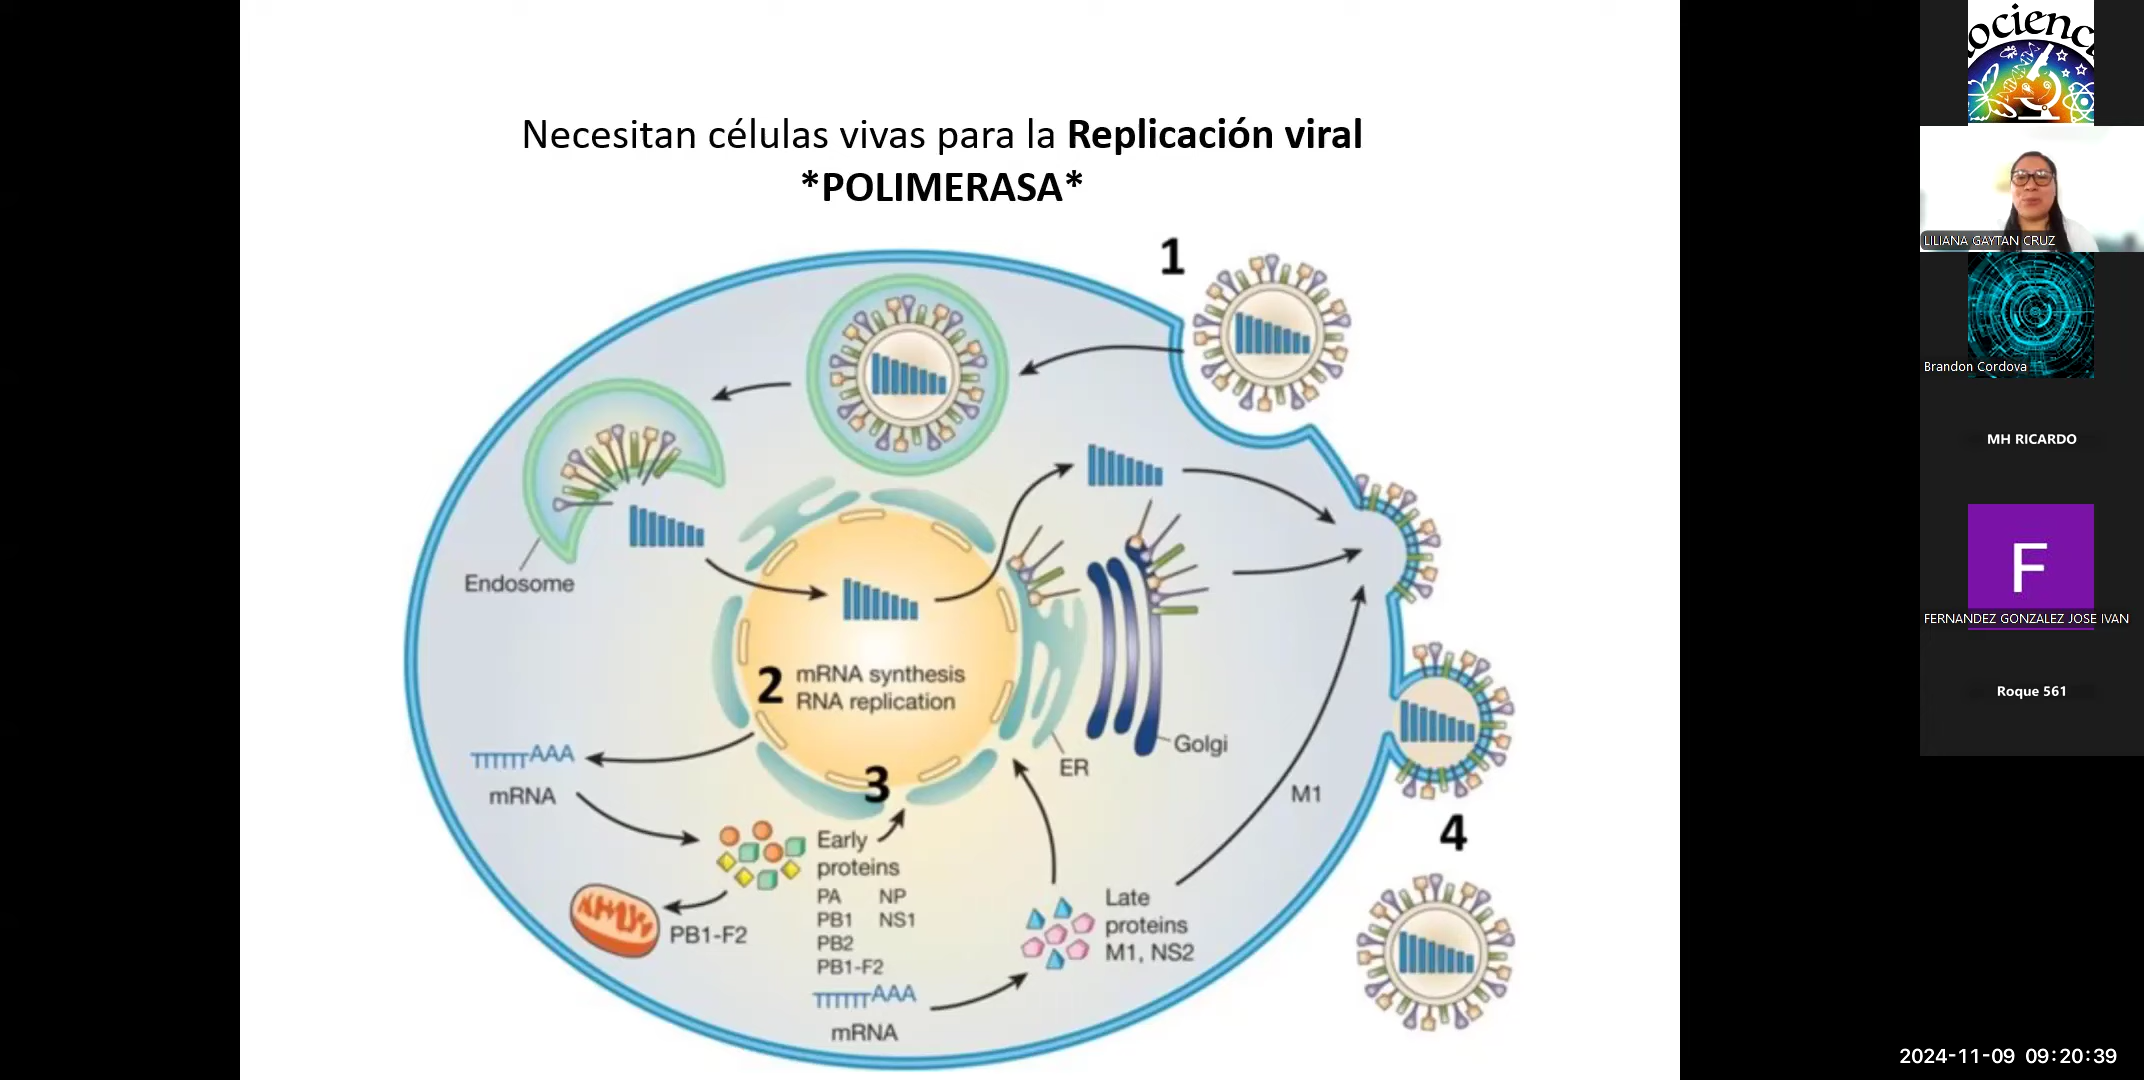 Necesitan células vivas para la Replicación viral
*POLIMERASA*
1
Endosome
2 mRNA synthesis
RNA replication
3
AAA
mRNA
Early
proteins
PA NP
PB1 NS1
PB2
PB1-F2
PB1-F2
AAA
mRNA
Late
proteins
M1, NS2
ER
Golgi
M1
4
ocienc
LILIANA GAYTAN CRUZ
Brandon Cordova
MH RICARDO
F
FERNANDEZ GONZALEZ JOSE IVAN
Roque 561
2024-11-09 09:20:39